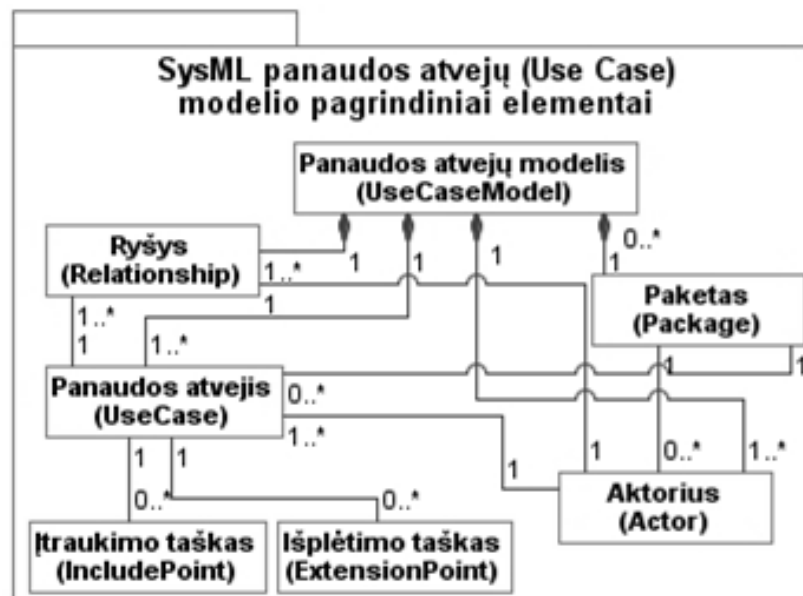 SysML panaudos atvejų (Use Case)
modelio pagrindiniai elementai
Panaudos atvejų modelis
(UseCaseModel)
Ryšys
(Relationship)
1..*
1
1
1
1
0..*
Paketas
(Package)
1
1..*
1
1..*
Panaudos atvejis
(UseCase)
0..*
1..*
1
1
1
1
0..*
1
1
0..*
1..*
0..*
Aktorius
(Actor)
Įtraukimo taškas
(IncludePoint)
Išplėtimo taškas
(ExtensionPoint)